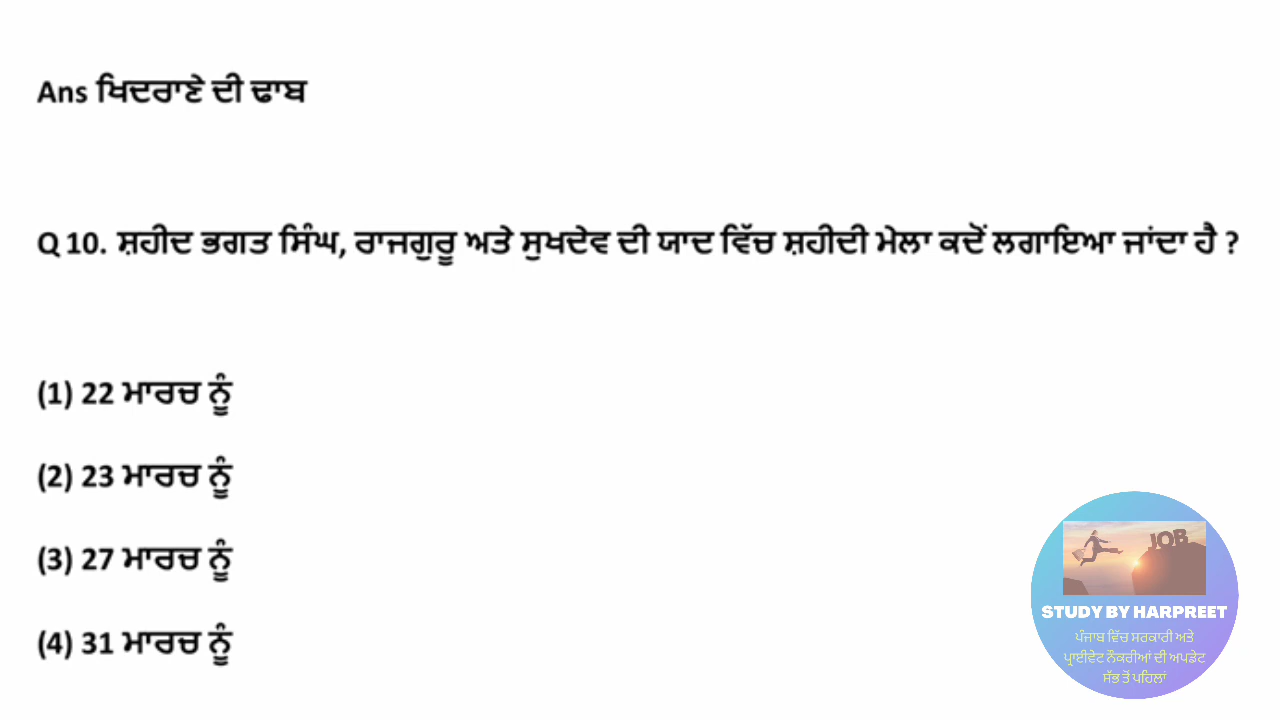 Ans ਖਿਦਰਾਣੇ ਦੀ ਢਾਬ
Q 10. ਸ਼ਹੀਦ ਭਗਤ ਸਿੰਘ, ਰਾਜਗੁਰੂ ਅਤੇ ਸੁਖਦੇਵ ਦੀ ਯਾਦ ਵਿੱਚ ਸ਼ਹੀਦੀ ਮੇਲਾ ਕਦੋਂ ਲਗਾਇਆ ਜਾਂਦਾ ਹੈ ?
(1) 22 ਮਾਰਚ ਨੂੰ
(2) 23 ਮਾਰਚ ਨੂੰ
(3) 27 ਮਾਰਚ ਨੂੰ
(4) 31 ਮਾਰਚ ਨੂੰ
JOB
STUDY BY HARPREET
ਪੰਜਾਬ ਵਿੱਚ ਸਰਕਾਰੀ ਅਤੇ
ਪ੍ਰਾਈਵੇਟ ਨੌਕਰੀਆਂ ਦੀ ਅਪਡੇਟ
ਸੱਭ ਤੋਂ ਪਹਿਲਾਂ